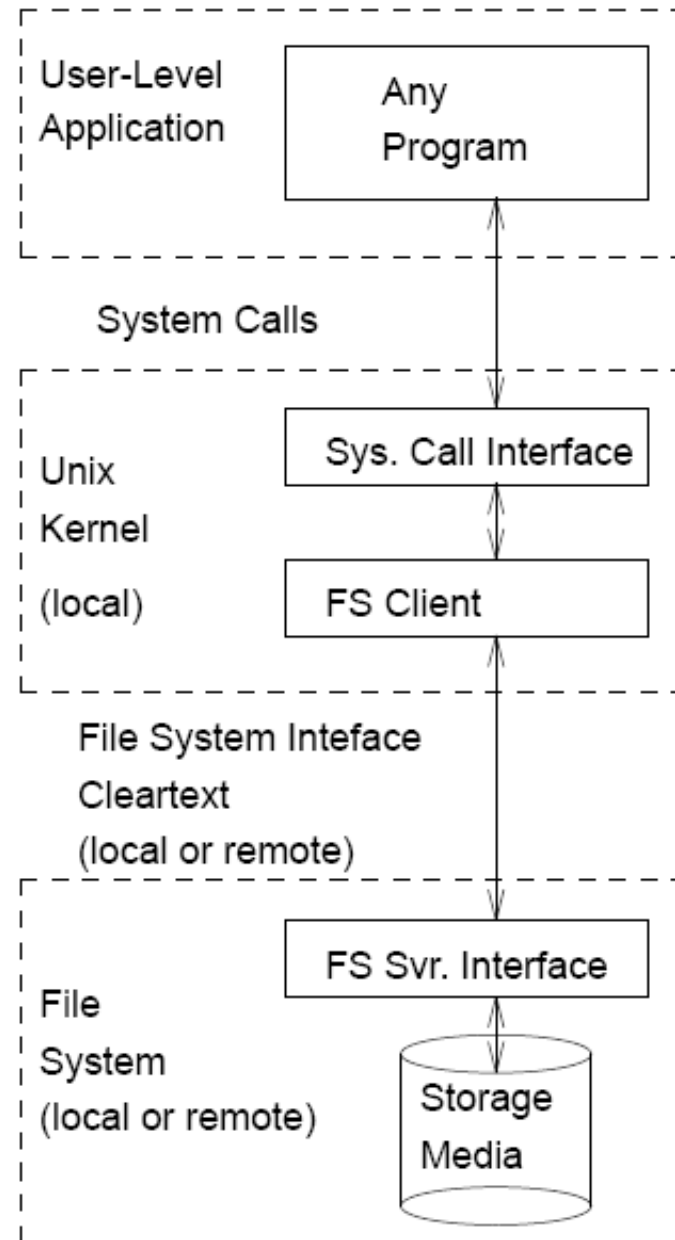 User-Level
Application
Any
Program
System Calls
Unix
Kernel
(local)
Sys. Call Interface
FS Client
File System Inteface
Cleartext
(local or remote)
File
System
(local or remote)
FS Svr. Interface
Storage
Media